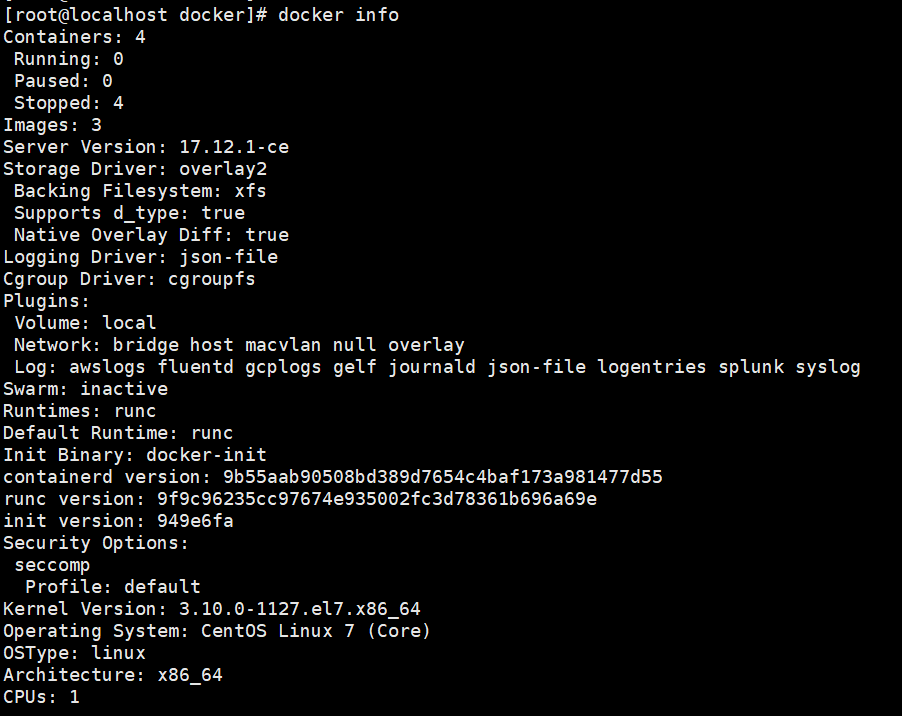 [root@localhost docker]# docker info
Containers: 4
 Running: 0
 Paused: 0
 Stopped: 4
Images: 3
Server Version: 17.12.1-ce
Storage Driver: overlay2
 Backing Filesystem: xfs
 Supports d_type: true
 Native Overlay Diff: true
Logging Driver: json-file
Cgroup Driver: cgroupfs
Plugins:
 Volume: local
 Network: bridge host macvlan null overlay
 Log: awslogs fluentd gcplogs gelf journald json-file logentries splunk syslog
Swarm: inactive
Runtimes: runc
Default Runtime: runc
Init Binary: docker-init
containerd version: 9b55aab90508bd389d7654c4baf173a981477d55
runc version: 9f9c96235cc97674e935002fc3d78361b696a69e
init version: 949e6fa
Security Options:
 seccomp
  Profile: default
Kernel Version: 3.10.0-1127.el7.x86_64
Operating System: CentOS Linux 7 (Core)
OSType: linux
Architecture: x86_64
CPUs: 1